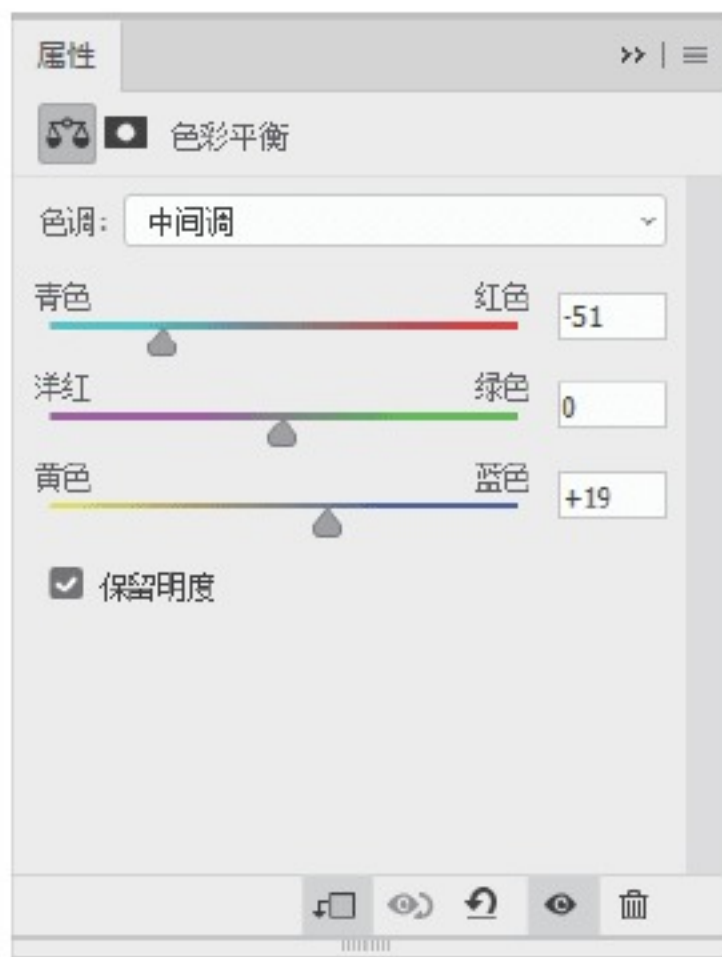 属性
色彩平衡
色调: 中间调
青色 红色 -51
洋红 绿色 0
黄色 蓝色 +19
保留明度